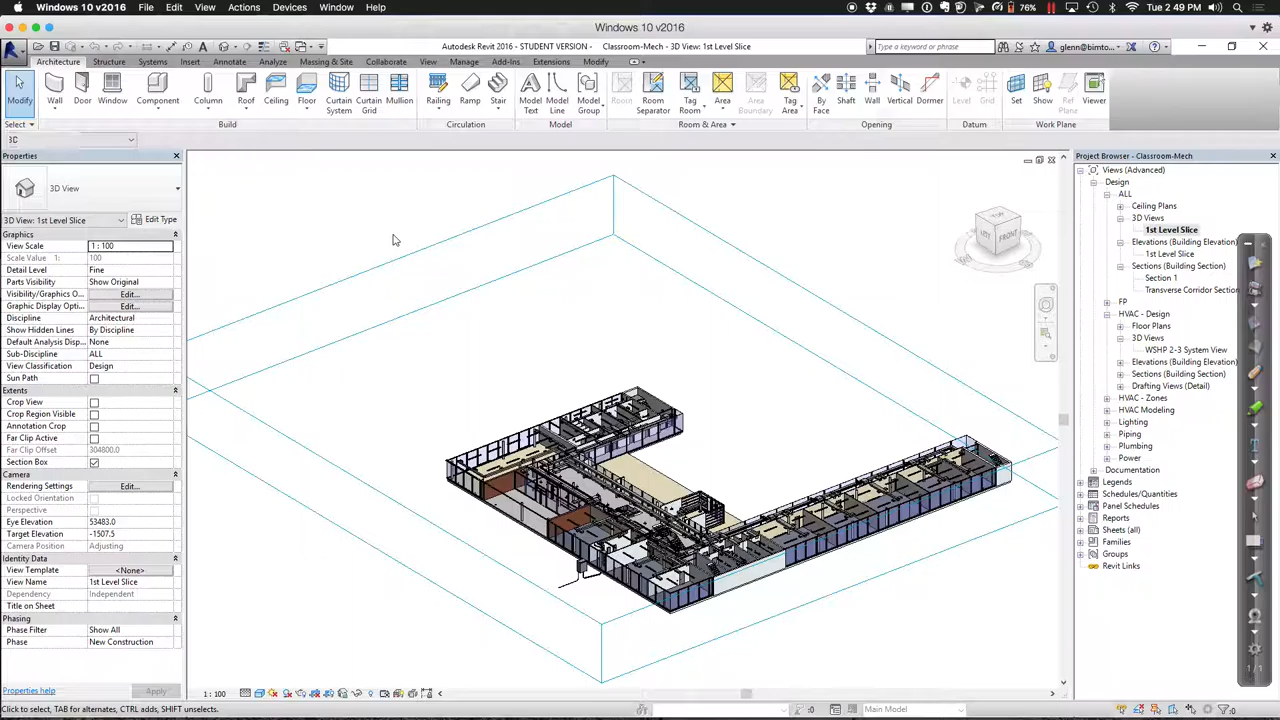 Windows 10 v2016 File Edit View Actions Devices Window Help
76% Tue 2:49 PM
Windows 10 v2016
Autodesk Revit 2016 - STUDENT VERSION - Classroom-Mech - 3D View: 1st Level Slice
Type a keyword or phrase
glenn@bimto...
Architecture Structure Systems Insert Annotate Analyze Massing & Site Collaborate View Manage Add-Ins Extensions Modify
Modify Wall Door Window Component Column Roof Ceiling Floor Curtain System Curtain Grid Mullion Railing Ramp Stair Model Text Model Line Model Group Room Room Separator Tag Room Area Area Boundary Tag Area By Face Shaft Wall Vertical Dormer Level Grid Set Show Ref Plane Viewer
Select Build Circulation Model Room & Area Opening Datum Work Plane
3D
Properties
3D View
3D View: 1st Level Slice Edit Type
Graphics
View Scale 1 : 100
Scale Value 1: 100
Detail Level Fine
Parts Visibility Show Original
Visibility/Graphics O... Edit...
Graphic Display Opti... Edit...
Discipline Architectural
Show Hidden Lines By Discipline
Default Analysis Disp... None
Sub-Discipline ALL
View Classification Design
Sun Path
Extents
Crop View
Crop Region Visible
Annotation Crop
Far Clip Active
Far Clip Offset 304800.0
Section Box
Camera
Rendering Settings Edit...
Locked Orientation
Perspective
Eye Elevation 53483.0
Target Elevation -1507.5
Camera Position Adjusting
Identity Data
View Template <None>
View Name 1st Level Slice
Dependency Independent
Title on Sheet
Phasing
Phase Filter Show All
Phase New Construction
Properties help Apply
TOP
FRONT
Project Browser - Classroom-Mech
Views (Advanced)
Design
ALL
Ceiling Plans
3D Views
1st Level Slice
Elevations (Building Elevation)
1st Level Slice
Sections (Building Section)
Section 1
Transverse Corridor Section
FP
HVAC - Design
Floor Plans
3D Views
WSHP 2-3 System View
Elevations (Building Elevation)
Sections (Building Section)
Drafting Views (Detail)
HVAC - Zones
HVAC Modeling
Lighting
Piping
Plumbing
Power
Documentation
Legends
Schedules/Quantities
Panel Schedules
Reports
Sheets (all)
Families
Groups
Revit Links
1/1
1 : 100
Click to select, TAB for alternates, CTRL adds, SHIFT unselects.
:0 Main Model :0